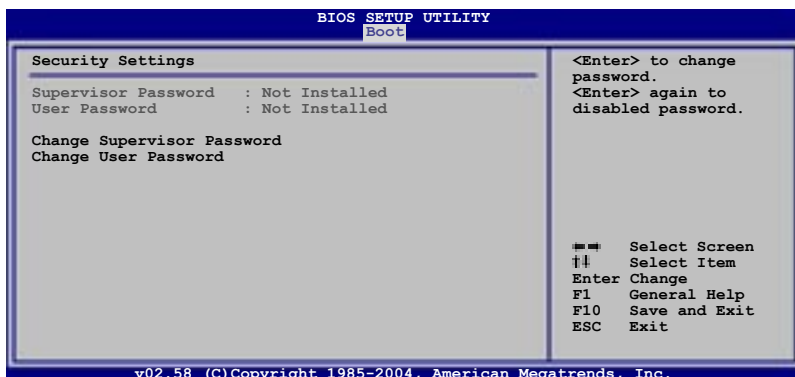 BIOS SETUP UTILITY
Boot
Security Settings
Supervisor Password : Not Installed
User Password : Not Installed
Change Supervisor Password
Change User Password
<Enter> to change
password.
<Enter> again to
disabled password.
←→ Select Screen
↑↓ Select Item
Enter Change
F1 General Help
F10 Save and Exit
ESC Exit
v02.58 (C)Copyright 1985-2004, American Megatrends, Inc.